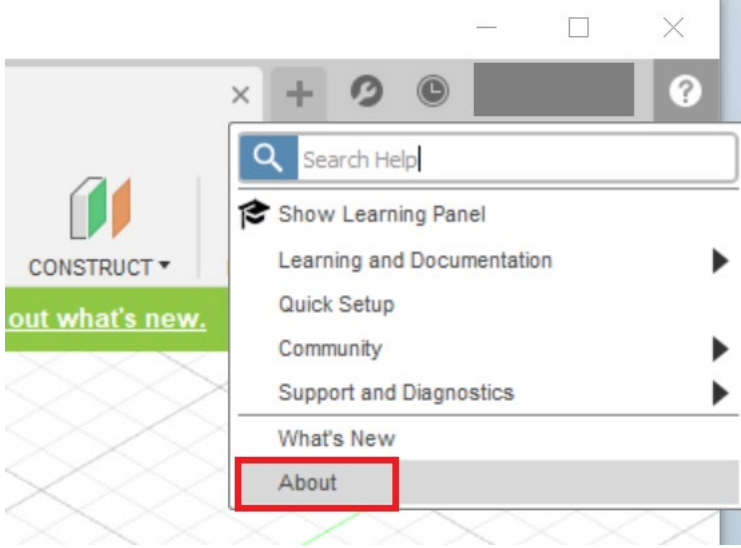 ?
Search Help
Show Learning Panel
CONSTRUCT
Learning and Documentation
out what's new.
Quick Setup
Community
Support and Diagnostics
What's New
About